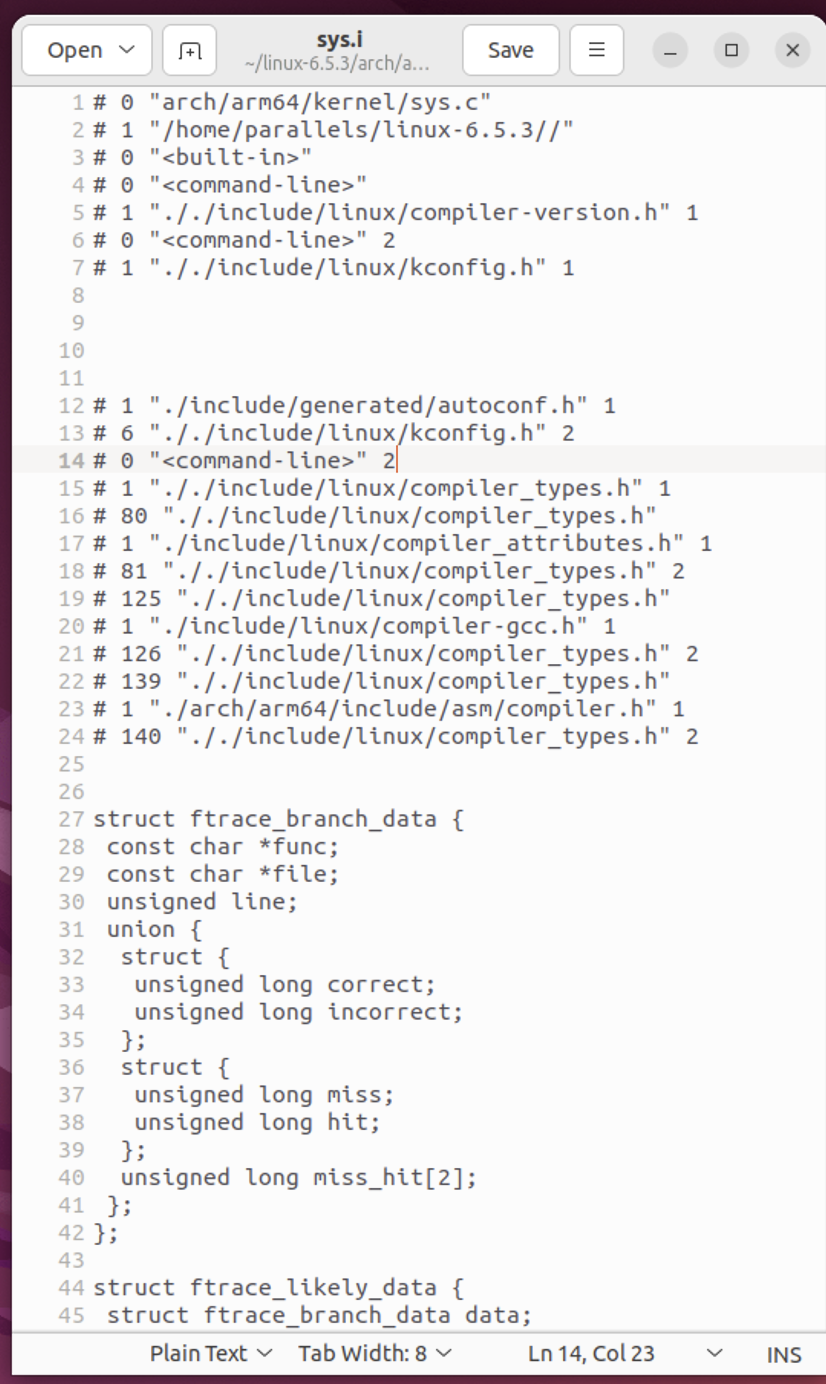 Open
sys.i
~/linux-6.5.3/arch/a…
Save
1 # 0 "arch/arm64/kernel/sys.c"
2 # 1 "/home/parallels/linux-6.5.3//"
3 # 0 "<built-in>"
4 # 0 "<command-line>"
5 # 1 "././include/linux/compiler-version.h" 1
6 # 0 "<command-line>" 2
7 # 1 "././include/linux/kconfig.h" 1
8
9
10
11
12 # 1 "./include/generated/autoconf.h" 1
13 # 6 "././include/linux/kconfig.h" 2
14 # 0 "<command-line>" 2
15 # 1 "././include/linux/compiler_types.h" 1
16 # 80 "././include/linux/compiler_types.h"
17 # 1 "./include/linux/compiler_attributes.h" 1
18 # 81 "././include/linux/compiler_types.h" 2
19 # 125 "././include/linux/compiler_types.h"
20 # 1 "./include/linux/compiler-gcc.h" 1
21 # 126 "././include/linux/compiler_types.h" 2
22 # 139 "././include/linux/compiler_types.h"
23 # 1 "./arch/arm64/include/asm/compiler.h" 1
24 # 140 "././include/linux/compiler_types.h" 2
25
26
27 struct ftrace_branch_data {
28  const char *func;
29  const char *file;
30  unsigned line;
31  union {
32   struct {
33    unsigned long correct;
34    unsigned long incorrect;
35   };
36   struct {
37    unsigned long miss;
38    unsigned long hit;
39   };
40   unsigned long miss_hit[2];
41  };
42 };
43
44 struct ftrace_likely_data {
45  struct ftrace_branch_data data;
Plain Text Tab Width: 8 Ln 14, Col 23 INS